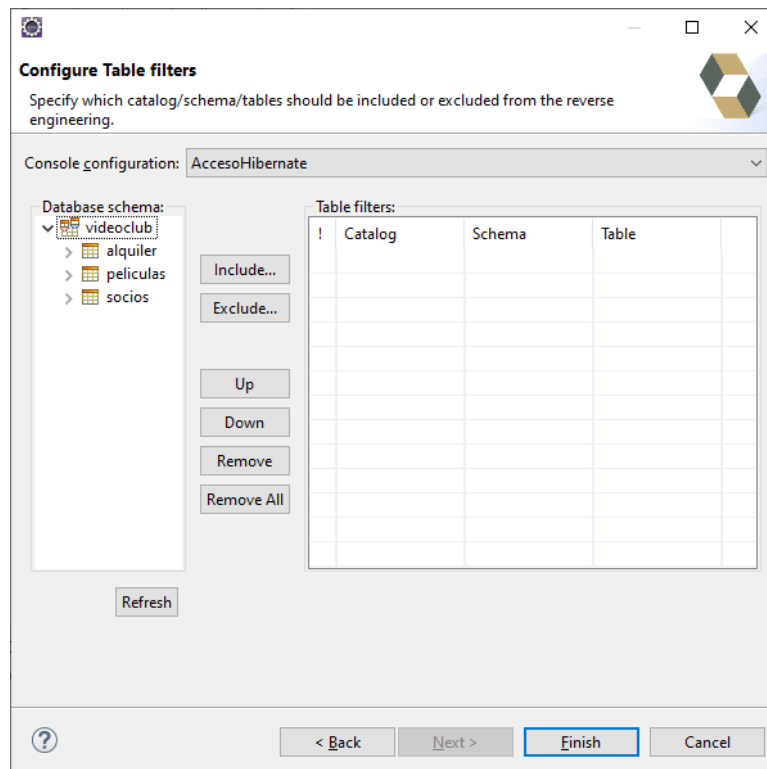 Configure Table filters
Specify which catalog/schema/tables should be included or excluded from the reverse
engineering.
Console configuration: AccesoHibernate
Database schema:
videoclub
alquiler
peliculas
socios
Include...
Exclude...
Up
Down
Remove
Remove All
Refresh
Table filters:
! Catalog Schema Table
?
< Back Next > Finish Cancel